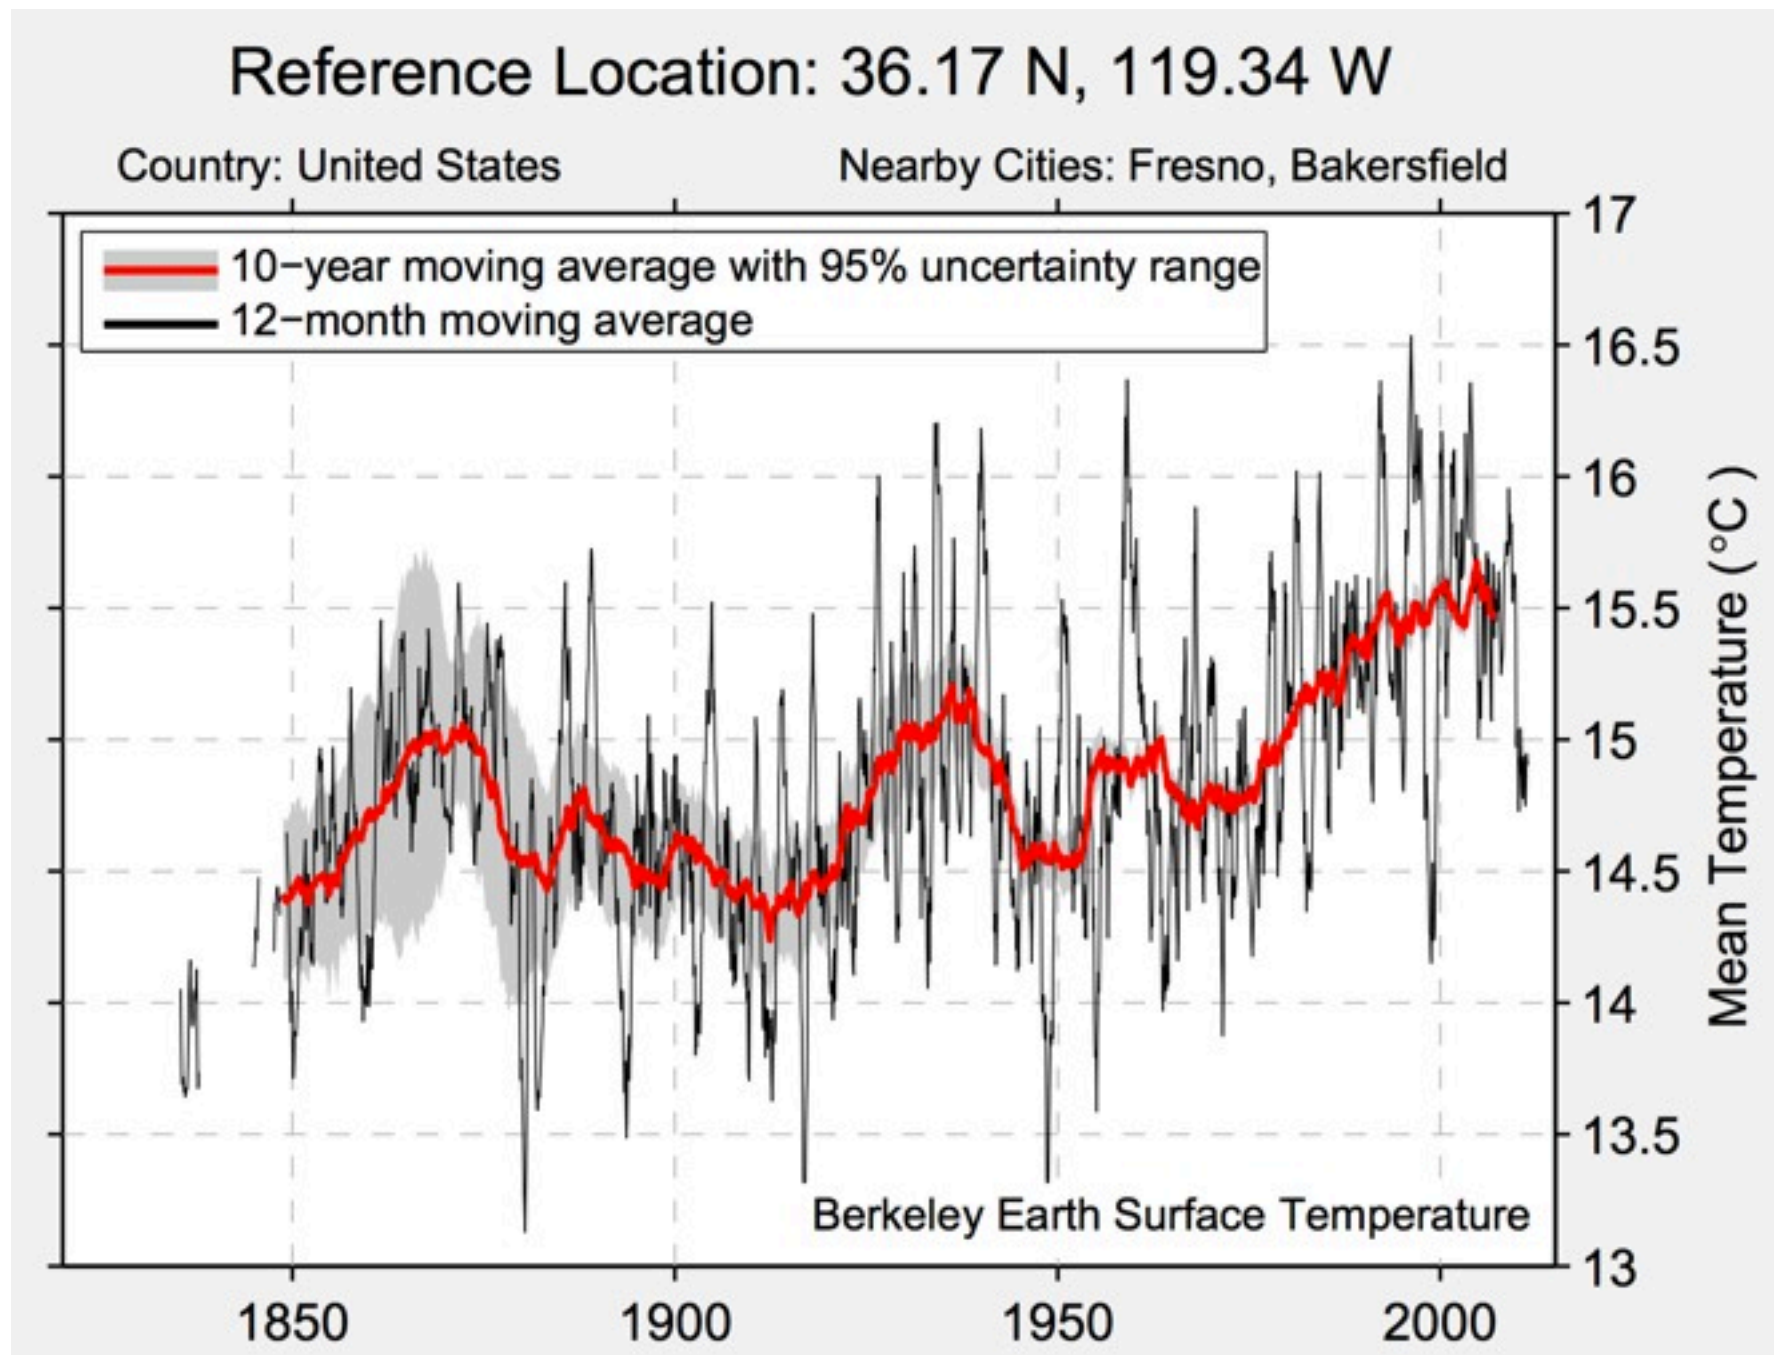 Reference Location: 36.17 N, 119.34 W
Country: United States
Nearby Cities: Fresno, Bakersfield
10−year moving average with 95% uncertainty range
12−month moving average
17
16.5
16
15.5
15
14.5
14
13.5
13
Mean Temperature (°C )
Berkeley Earth Surface Temperature
1850
1900
1950
2000